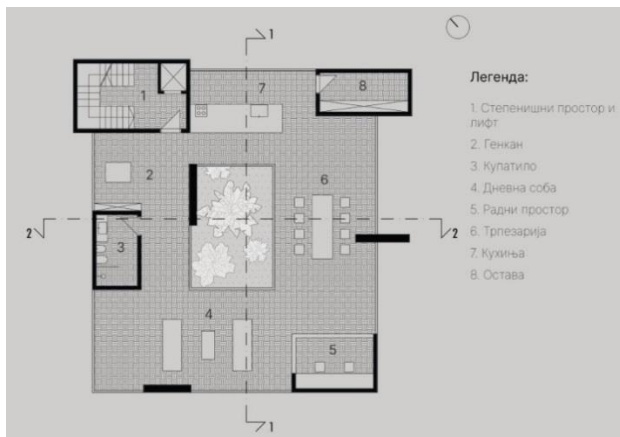 1
7
8
1
2
6
2
2
3
4
5
1
Легенда:
1. Степенишни простор и
лифт
2. Генкан
3. Купатило
4. Дневна соба
5. Радни простор
6. Трпезарија
7. Кухиња
8. Остава